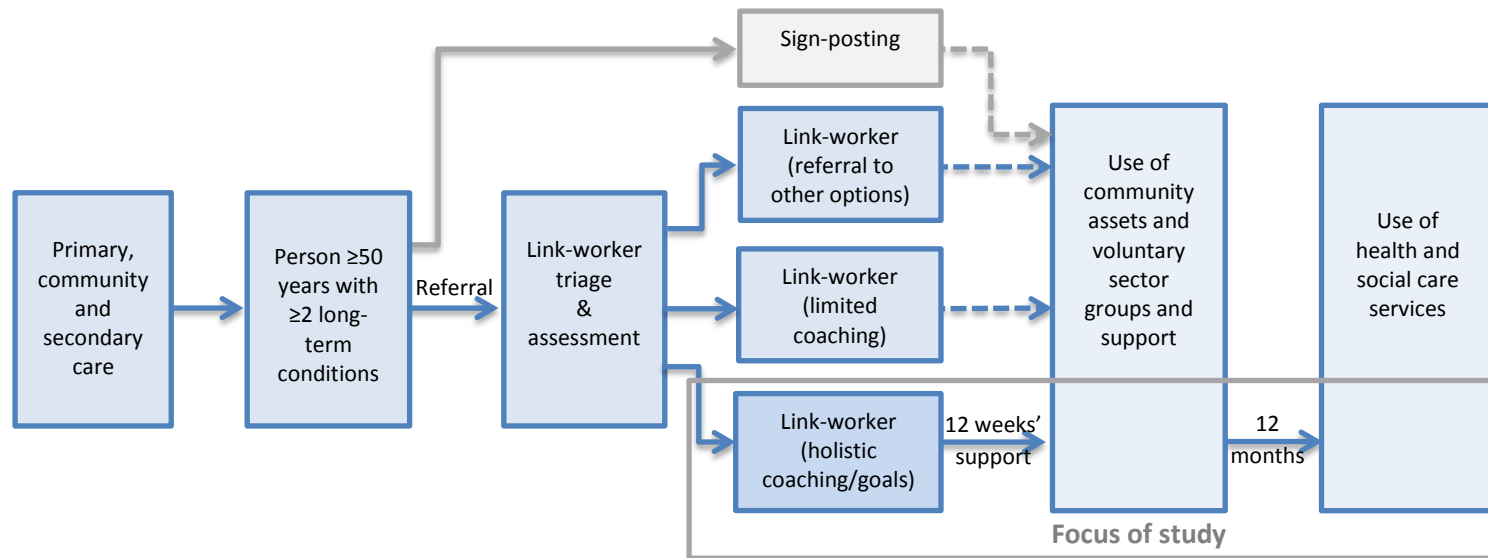 Sign-posting
Link-worker
(referral to
other options)
Primary,
community
and
secondary
care
Person ≥50
years with
≥2 long-
term
conditions
Referral
Link-worker
triage
&
assessment
Link-worker
(limited
coaching)
Link-worker
(holistic
coaching/goals)
12 weeks’
support
Use of
community
assets and
voluntary
sector
groups and
support
12
months
Use of
health and
social care
services
Focus of study